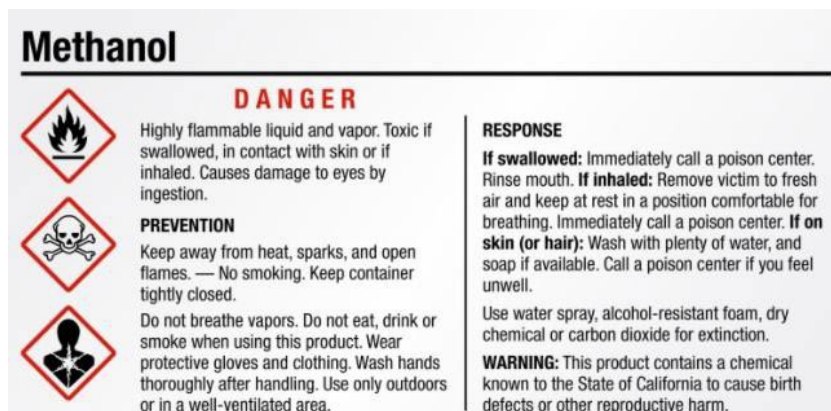 Methanol
DANGER
Highly flammable liquid and vapor. Toxic if
swallowed, in contact with skin or if
inhaled. Causes damage to eyes by
ingestion.
PREVENTION
Keep away from heat, sparks, and open
flames. — No smoking. Keep container
tightly closed.
Do not breathe vapors. Do not eat, drink or
smoke when using this product. Wear
protective gloves and clothing. Wash hands
thoroughly after handling. Use only outdoors
or in a well-ventilated area.
RESPONSE
If swallowed: Immediately call a poison center.
Rinse mouth. If inhaled: Remove victim to fresh
air and keep at rest in a position comfortable for
breathing. Immediately call a poison center. If on
skin (or hair): Wash with plenty of water, and
soap if available. Call a poison center if you feel
unwell.
Use water spray, alcohol-resistant foam, dry
chemical or carbon dioxide for extinction.
WARNING: This product contains a chemical
known to the State of California to cause birth
defects or other reproductive harm.